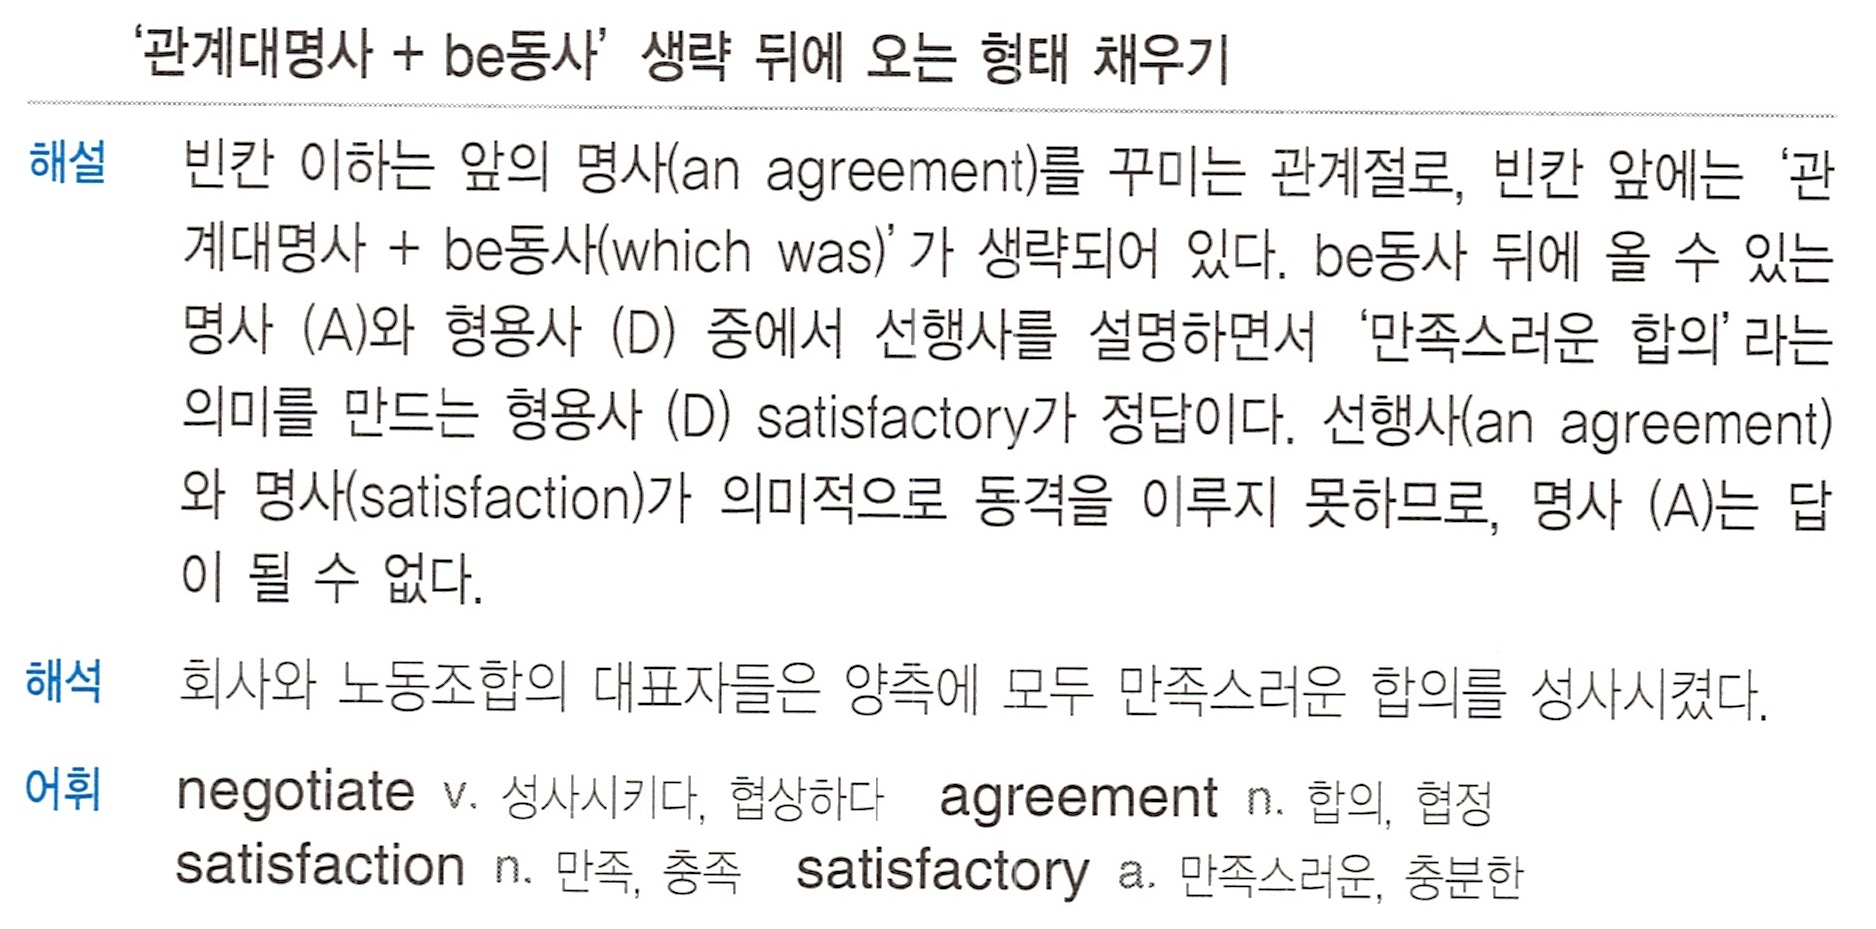 ‘관계대명사 + be동사’ 생략 뒤에 오는 형태 채우기
해설 빈칸 이하는 앞의 명사(an agreement)를 꾸미는 관계절로, 빈칸 앞에는 ‘관
계대명사 + be동사(which was)’가 생략되어 있다. be동사 뒤에 올 수 있는
명사 (A)와 형용사 (D) 중에서 선행사를 설명하면서 ‘만족스러운 합의’라는
의미를 만드는 형용사 (D) satisfactory가 정답이다. 선행사(an agreement)
와 명사(satisfaction)가 의미적으로 동격을 이루지 못하므로, 명사 (A)는 답
이 될 수 없다.
해석 회사와 노동조합의 대표자들은 양측에 모두 만족스러운 합의를 성사시켰다.
어휘 negotiate v. 성사시키다, 협상하다 agreement n. 합의, 협정
satisfaction n. 만족, 충족 satisfactory a. 만족스러운, 충분한